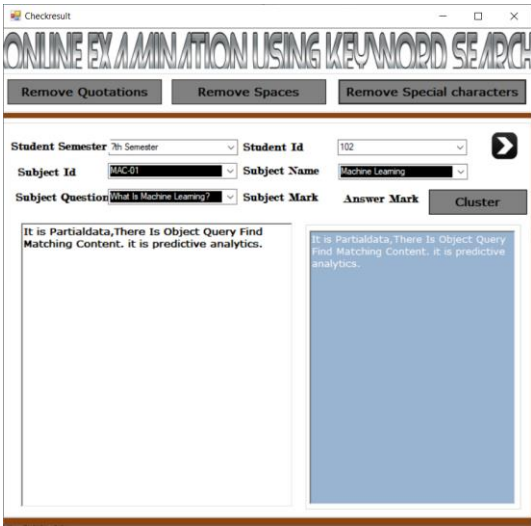 Checkresult
ONLINE EXAMINATION USING KEYWORD SEARCH
Remove Quotations Remove Spaces Remove Special characters
Student Semester 7th Semester Student Id 102
Subject Id MAC-01 Subject Name Machine Learning
Subject Question What Is Machine Learning? Subject Mark Answer Mark Cluster
It is Partialdata,There Is Object Query Find
Matching Content. it is predictive analytics.
It is Partialdata,There Is Object Query
Find Matching Content. it is predictive
analytics.